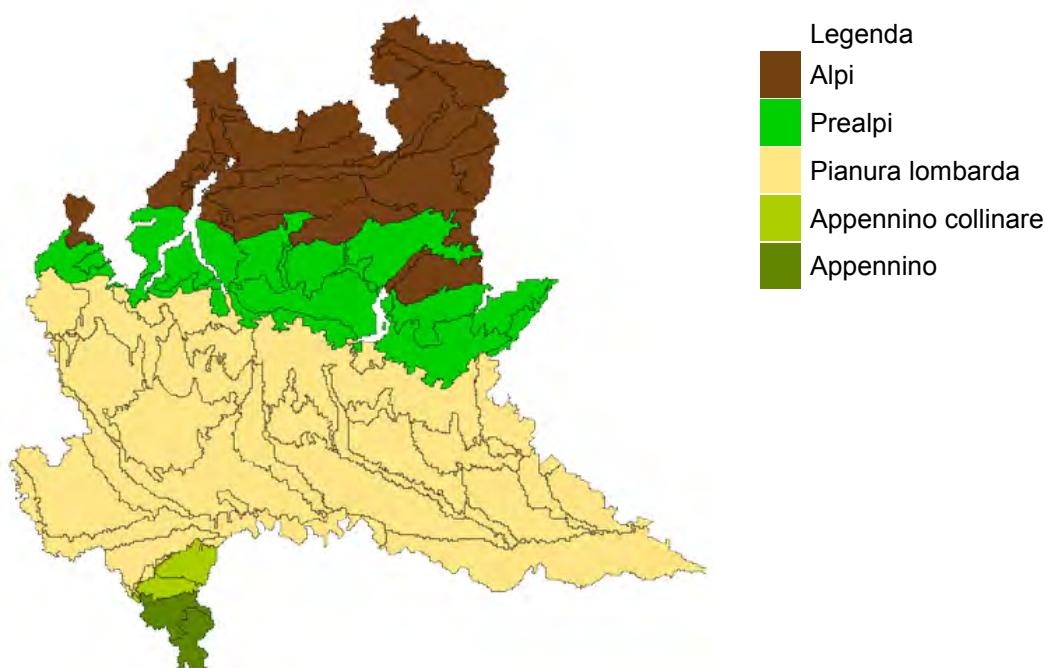 Legenda
Alpi
Prealpi
Pianura lombarda
Appennino collinare
Appennino